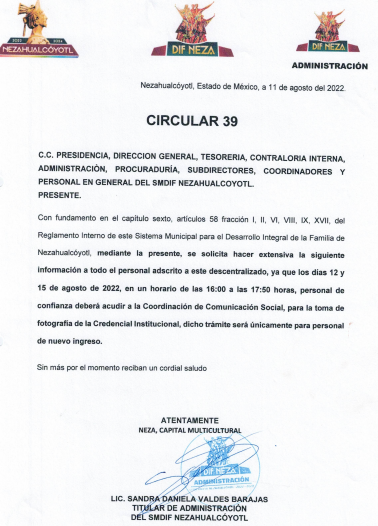 NEZAHUALCÓYOTL
DIF NEZA
DIF NEZA
ADMINISTRACIÓN
Nezahualcóyotl, Estado de México, a 11 de agosto del 2022.
CIRCULAR 39
C.C. PRESIDENCIA, DIRECCION GENERAL, TESORERIA, CONTRALORIA INTERNA,
ADMINISTRACIÒN, PROCURADURÍA, SUBDIRECTORES, COORDINADORES Y
PERSONAL EN GENERAL DEL SMDIF NEZAHUALCOYOTL.
PRESENTE.
Con fundamento en el capítulo sexto, artículos 58 fracción I, II, VI, VIII, IX, XVII, del
Reglamento Interno de este Sistema Municipal para el Desarrollo Integral de la Familia de
Nezahualcóyotl, mediante la presente, se solicita hacer extensiva la siguiente
información a todo el personal adscrito a este descentralizado, ya que los días 12 y
15 de agosto de 2022, en un horario de las 16:00 a las 17:50 horas, personal de
confianza deberá acudir a la Coordinación de Comunicación Social, para la toma de
fotografía de la Credencial Institucional, dicho trámite será únicamente para personal
de nuevo ingreso.
Sin más por el momento reciban un cordial saludo
ATENTAMENTE
NEZA, CAPITAL MULTICULTURAL
DIF NEZA
ADMINISTRACIÓN
LIC. SANDRA DANIELA VALDES BARAJAS
TITULAR DE ADMINISTRACIÓN
DEL SMDIF NEZAHUALCÓYOTL